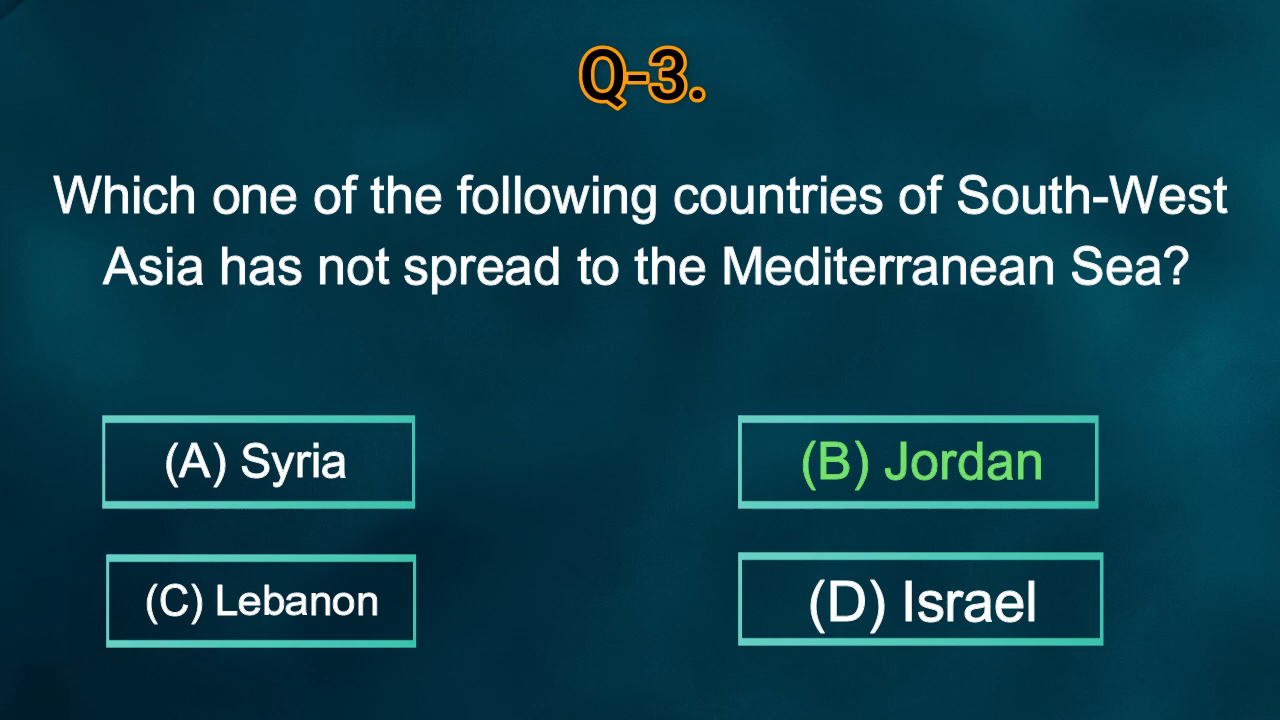 Q-3.
Which one of the following countries of South-West
Asia has not spread to the Mediterranean Sea?
(A) Syria
(B) Jordan
(C) Lebanon
(D) Israel